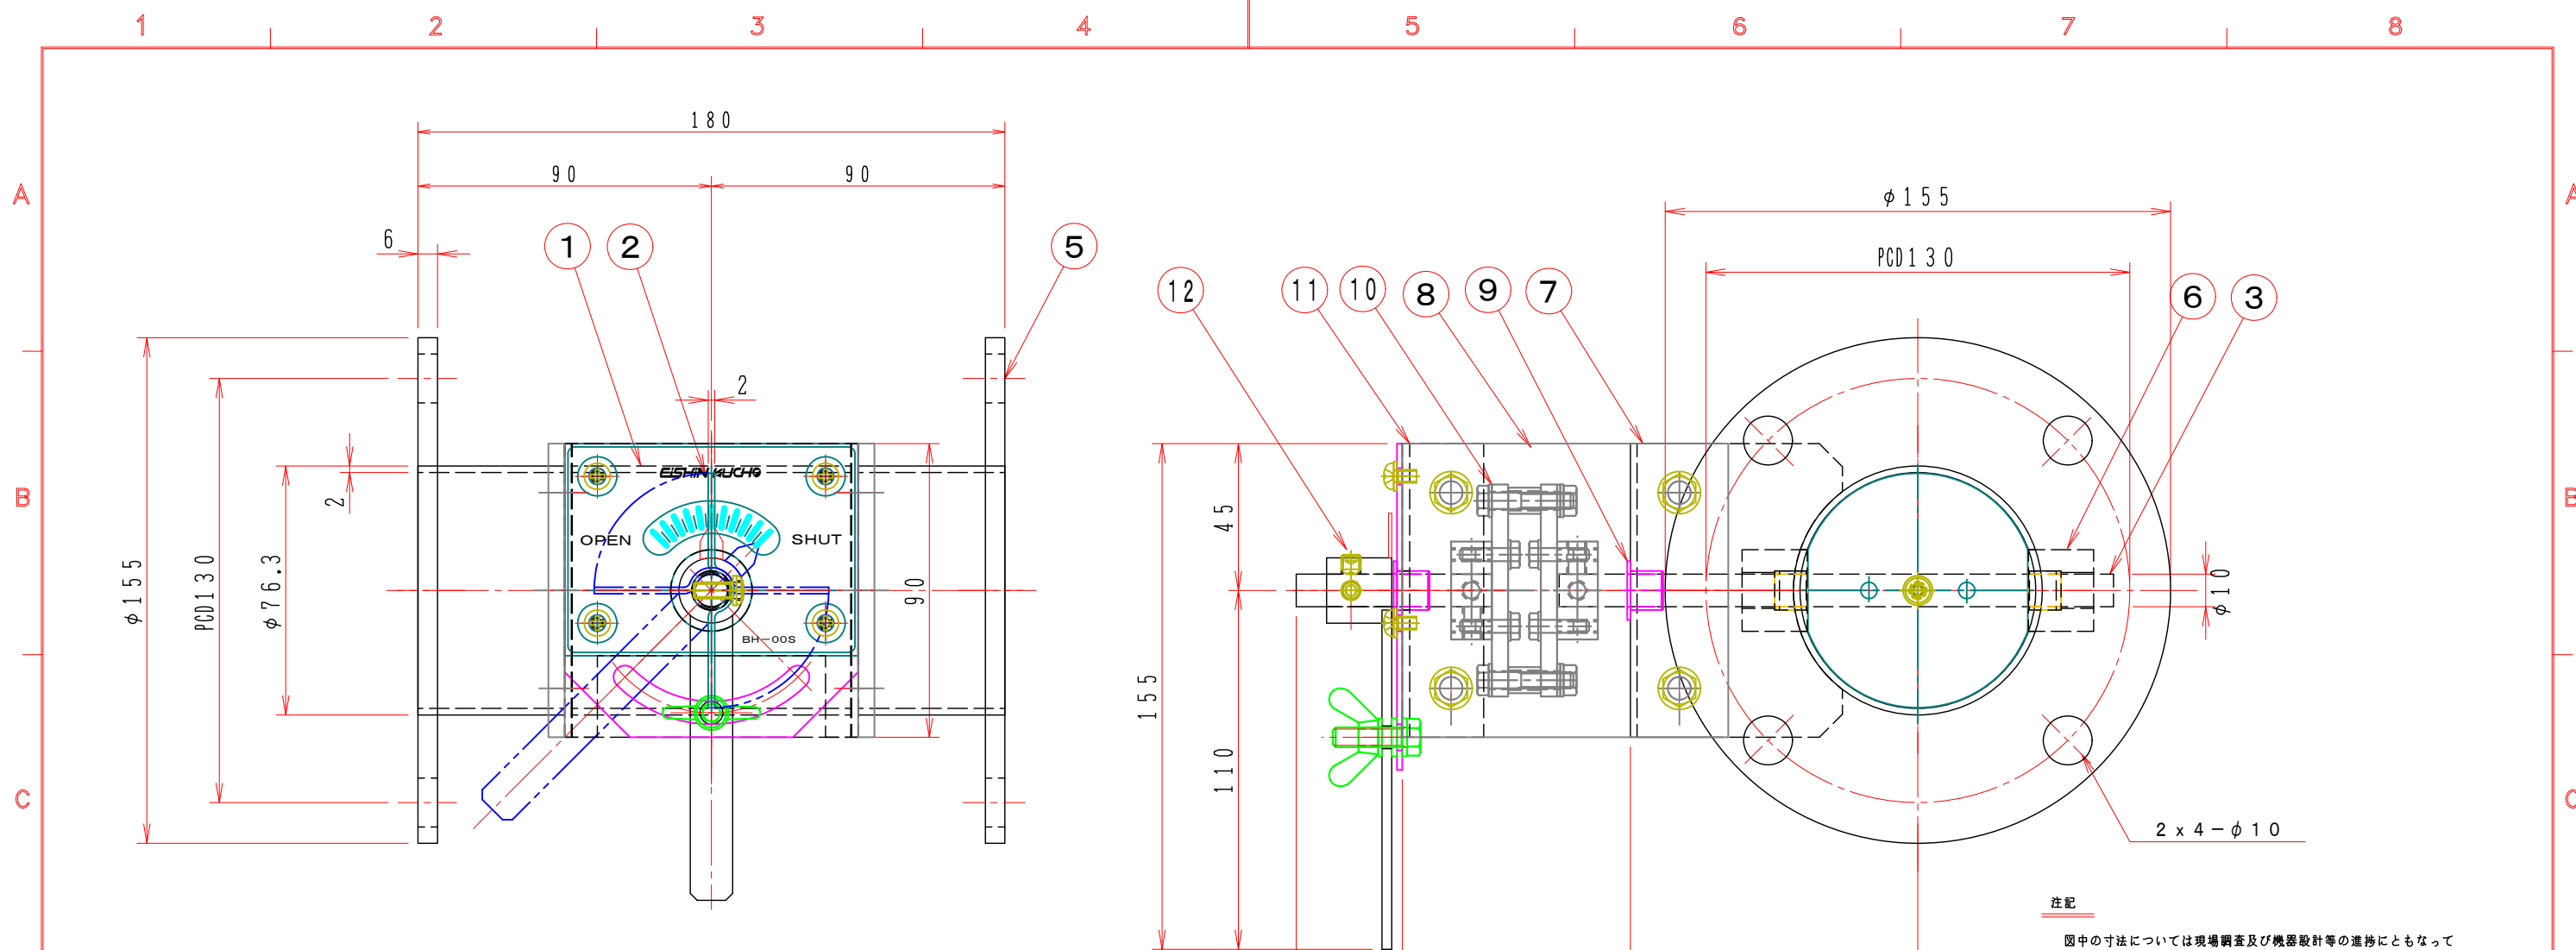 1 2 3 4 5 6 7 8
A
A
180
90 90
φ155
6
1 2 5
PCD130
12 11 10 8 9 7 6 3
2
EISHIN KUCHO
B
B
2
45
OPEN SHUT
φ155
PCD130
φ76.3
90
φ10
BH-00S
155
110
C
C
2x4-φ10
注記
図中の寸法については現場調査及び機器設計等の進捗にともなって